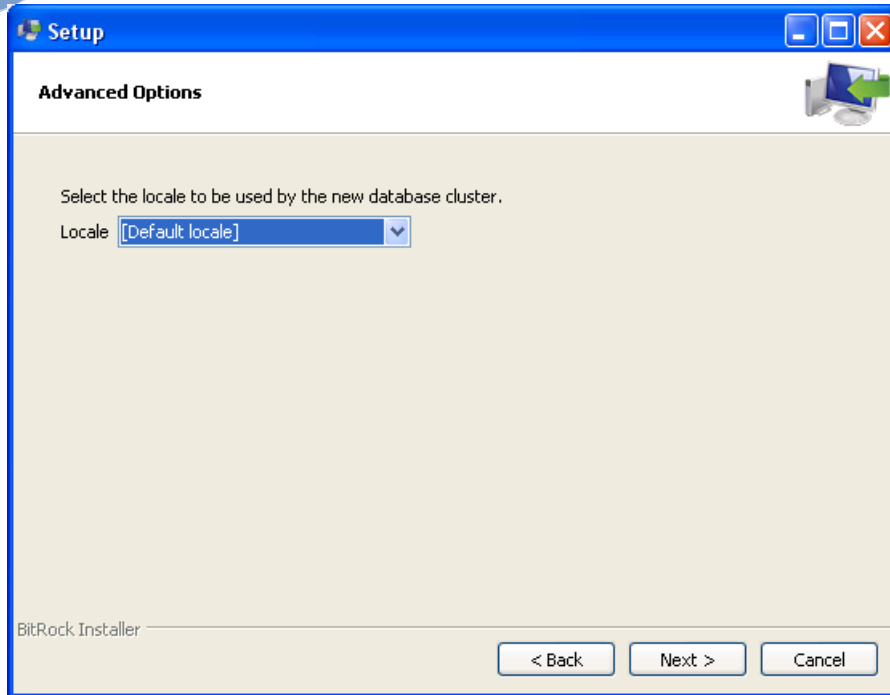 Setup
Advanced Options
Select the locale to be used by the new database cluster.
Locale [Default locale]
BitRock Installer
< Back Next > Cancel